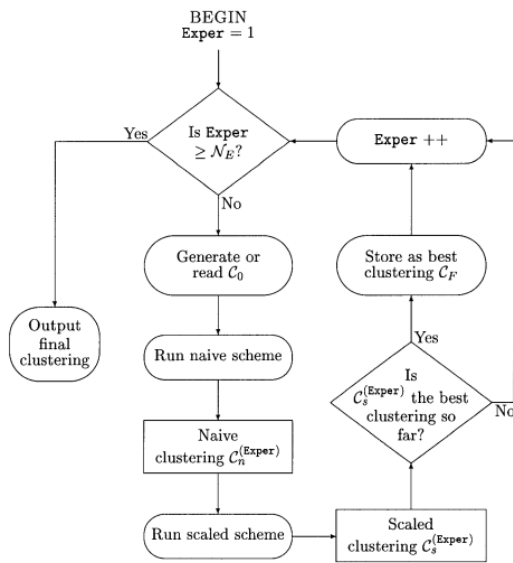 BEGIN
Exper = 1
Yes
Is Exper
≥ 𝒩_E?
No
Exper ++
Generate or
read 𝒞₀
Store as best
clustering 𝒞_F
Output
final
clustering
Run naive scheme
Yes
Is
𝒞_s^(Exper) the best
clustering so
far?
No
Naive
clustering 𝒞_n^(Exper)
Run scaled scheme
Scaled
clustering 𝒞_s^(Exper)